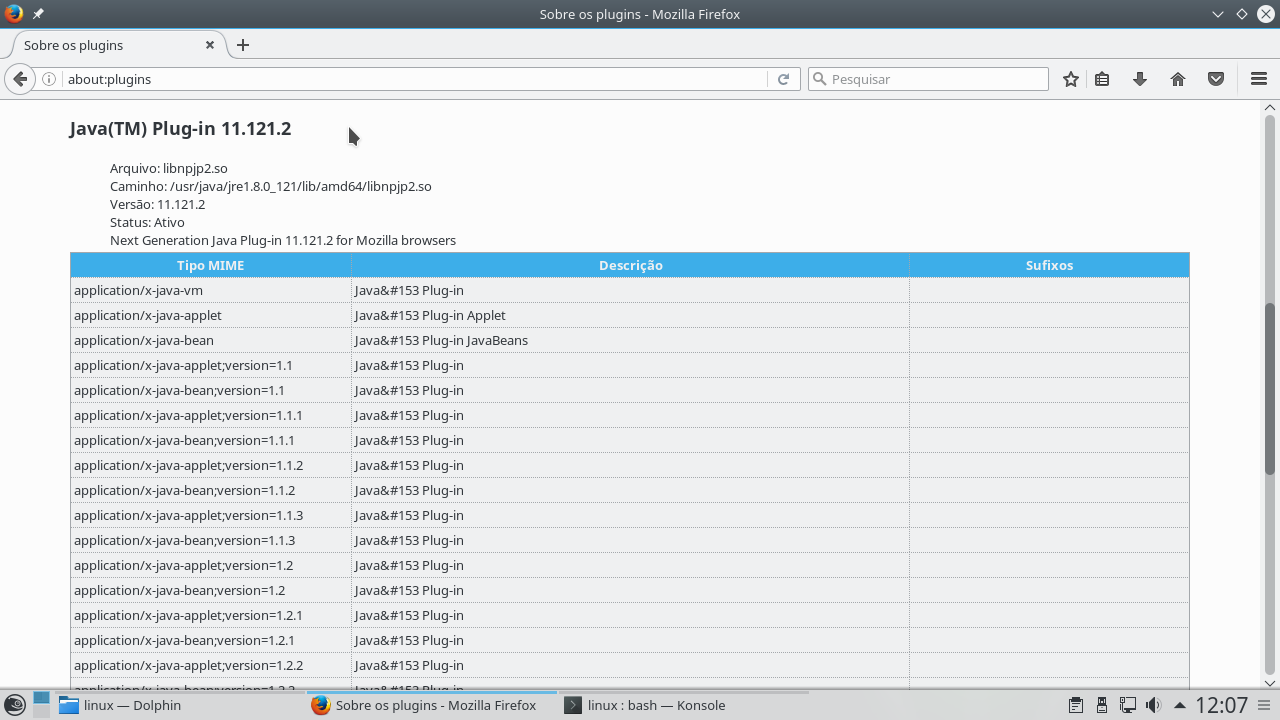 Sobre os plugins - Mozilla Firefox
Sobre os plugins
about:plugins
Pesquisar
Java(TM) Plug-in 11.121.2
Arquivo: libnpjp2.so
Caminho: /usr/java/jre1.8.0_121/lib/amd64/libnpjp2.so
Versão: 11.121.2
Status: Ativo
Next Generation Java Plug-in 11.121.2 for Mozilla browsers
Tipo MIME Descrição Sufixos
application/x-java-vm Java&#153 Plug-in
application/x-java-applet Java&#153 Plug-in Applet
application/x-java-bean Java&#153 Plug-in JavaBeans
application/x-java-applet;version=1.1 Java&#153 Plug-in
application/x-java-bean;version=1.1 Java&#153 Plug-in
application/x-java-applet;version=1.1.1 Java&#153 Plug-in
application/x-java-bean;version=1.1.1 Java&#153 Plug-in
application/x-java-applet;version=1.1.2 Java&#153 Plug-in
application/x-java-bean;version=1.1.2 Java&#153 Plug-in
application/x-java-applet;version=1.1.3 Java&#153 Plug-in
application/x-java-bean;version=1.1.3 Java&#153 Plug-in
application/x-java-applet;version=1.2 Java&#153 Plug-in
application/x-java-bean;version=1.2 Java&#153 Plug-in
application/x-java-applet;version=1.2.1 Java&#153 Plug-in
application/x-java-bean;version=1.2.1 Java&#153 Plug-in
application/x-java-applet;version=1.2.2 Java&#153 Plug-in
application/x-java-bean;version=1.2.2 Java&#153 Plug-in
linux — Dolphin Sobre os plugins - Mozilla Firefox linux : bash — Konsole 12:07